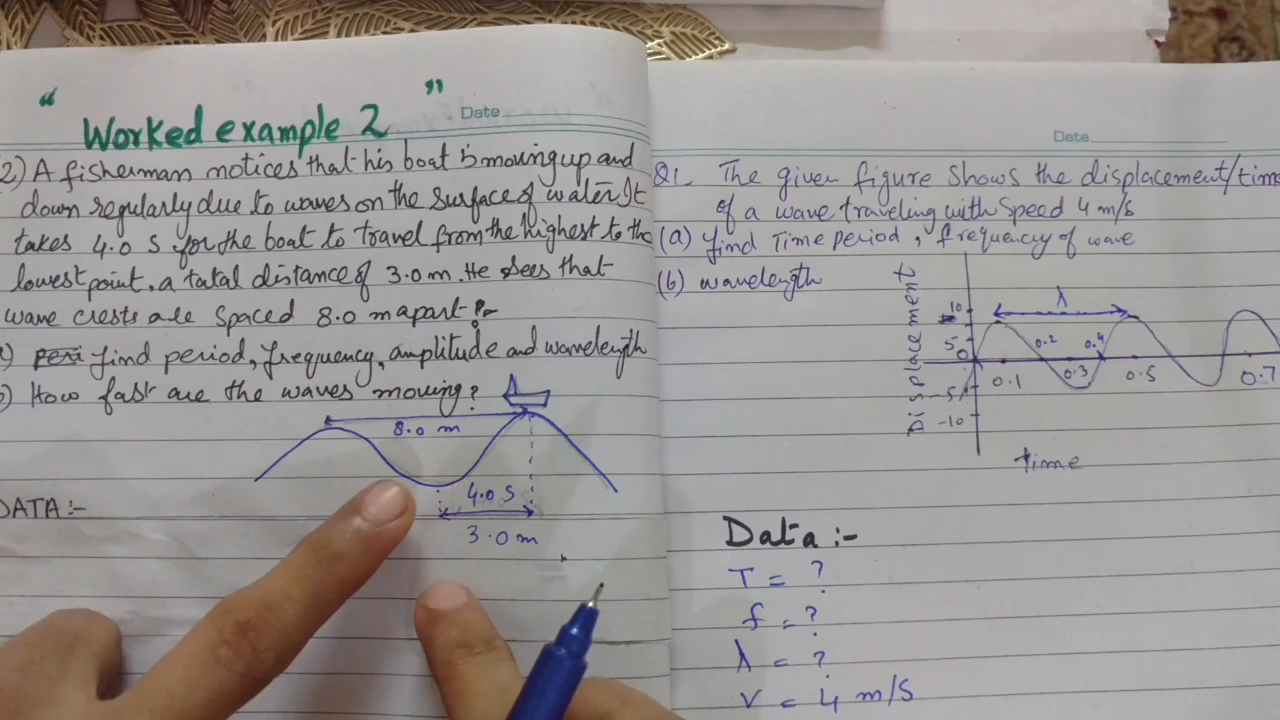 "Worked example 2"
Date
2) A fisherman notices that his boat is moving up and
down regularly due to waves on the surface of water. It
takes 4.0 s for the boat to travel from the highest to the
lowest point, a total distance of 3.0 m. He sees that
wave crests are spaced 8.0 m apart.
find period, frequency, amplitude and wavelength
How fast are the waves moving?
8.0 m
4.0 s
3.0 m
DATA:-
Date
Q1. The given figure shows the displacement/time
of a wave traveling with speed 4 m/s
(a) find Time period, frequency of wave
(b) wavelength
Displacement
λ
10
5
0
-5
-10
0.1
0.2
0.3
0.4
0.5
0.7
time
Data :-
T = ?
f = ?
λ = ?
V = 4 m/s